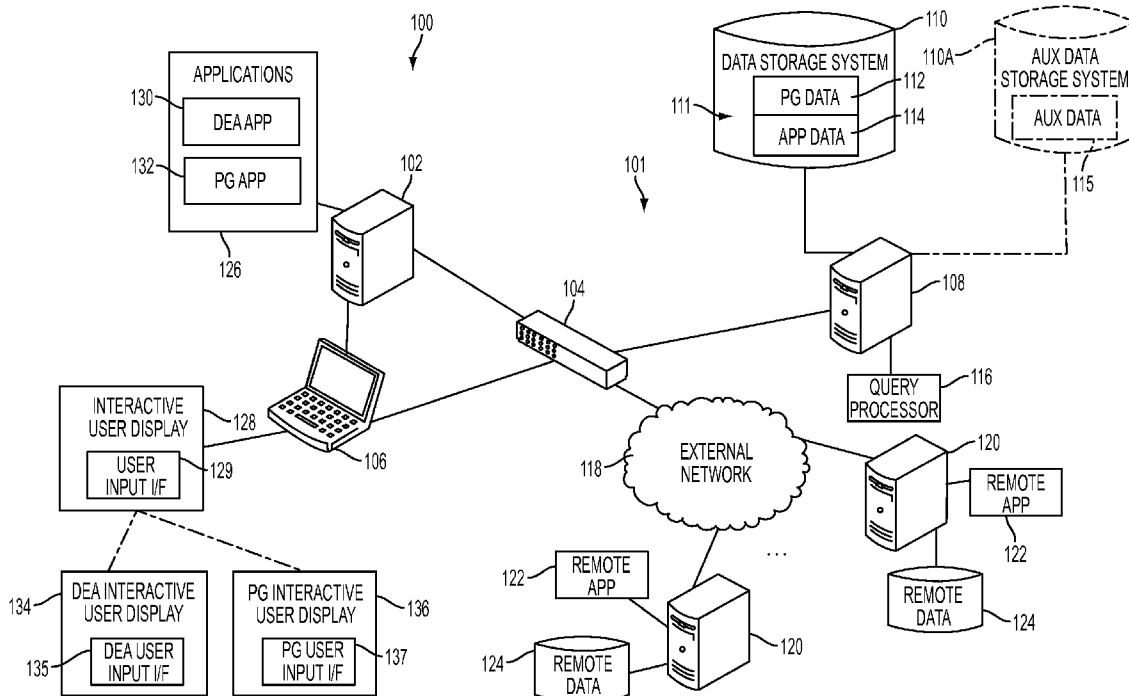 100
APPLICATIONS
130
DEA APP
132
PG APP
126
102
110
DATA STORAGE SYSTEM
111
PG DATA
112
APP DATA
114
110A
AUX DATA
STORAGE SYSTEM
AUX DATA
115
101
104
108
QUERY
PROCESSOR
116
INTERACTIVE
USER DISPLAY
128
USER
INPUT I/F
129
106
118
EXTERNAL
NETWORK
120
REMOTE
APP
122
REMOTE
DATA
124
...
122
REMOTE
APP
120
124
REMOTE
DATA
134
DEA INTERACTIVE
USER DISPLAY
135
DEA USER
INPUT I/F
PG INTERACTIVE
USER DISPLAY
136
PG USER
INPUT I/F
137